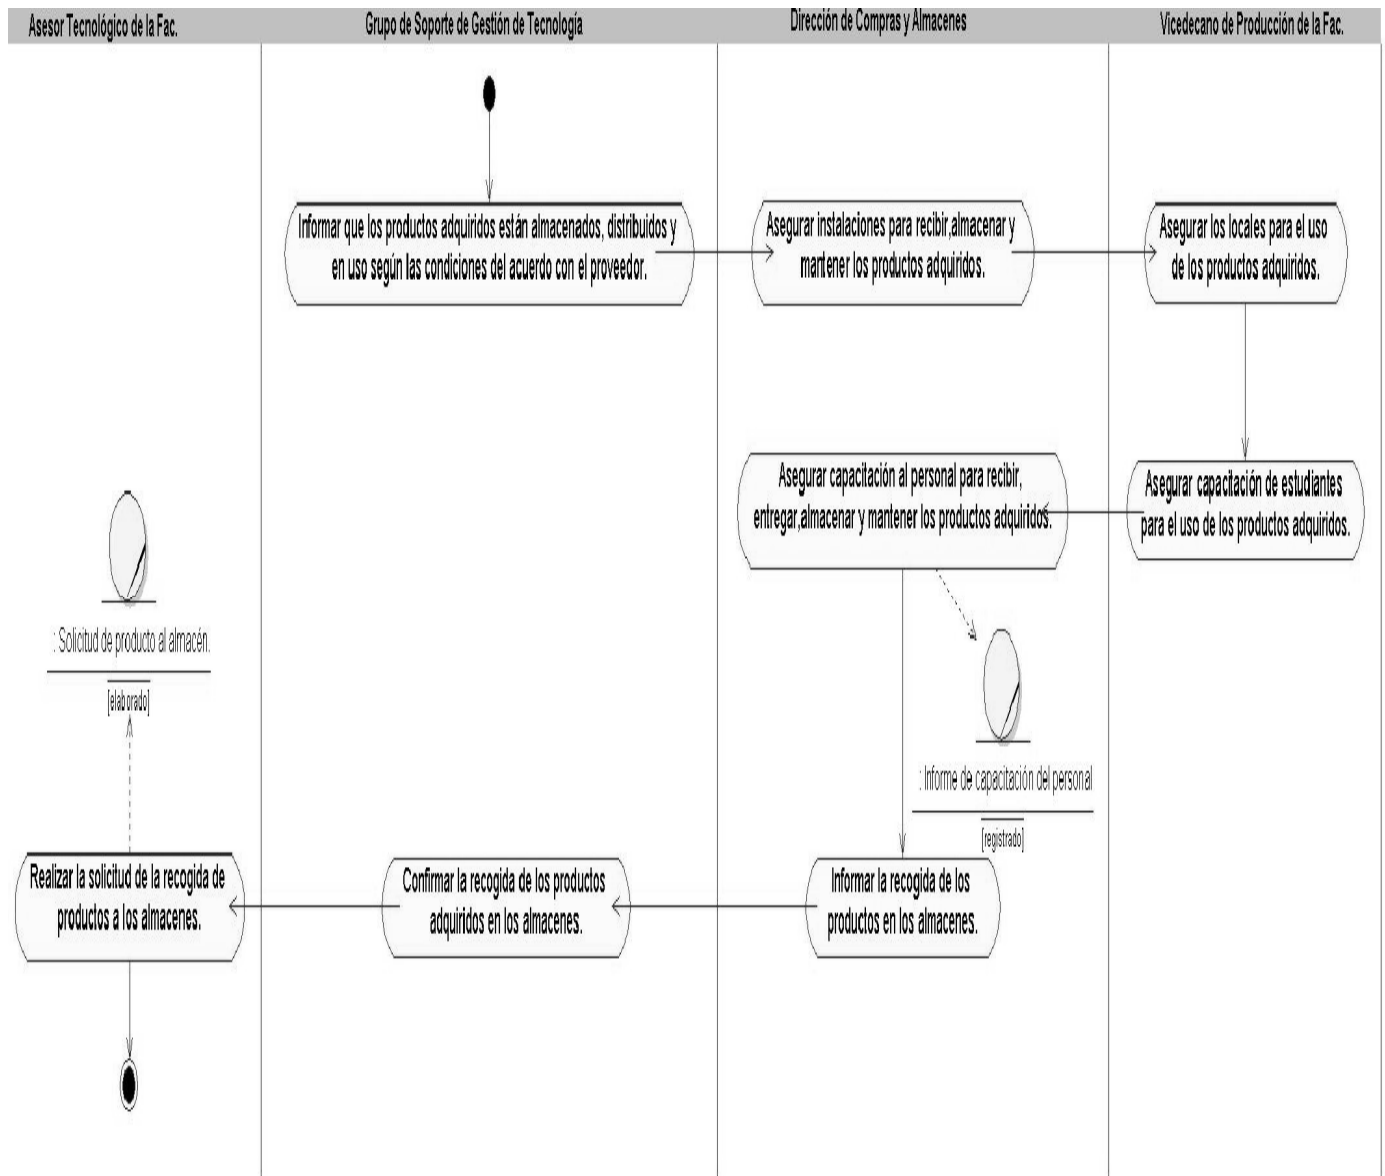 Asesor Tecnológico de la Fac.
Grupo de Soporte de Gestión de Tecnología
Dirección de Compras y Almacenes
Vicedecano de Producción de la Fac.
Informar que los productos adquiridos están almacenados, distribuidos y
en uso según las condiciones del acuerdo con el proveedor.
Asegurar instalaciones para recibir,almacenar y
mantener los productos adquiridos.
Asegurar los locales para el uso
de los productos adquiridos.
Asegurar capacitación al personal para recibir,
entregar,almacenar y mantener los productos adquiridos.
Asegurar capacitación de estudiantes
para el uso de los productos adquiridos.
: Solicitud de producto al almacén.
[elaborado]
: Informe de capacitación del personal
[registrado]
Realizar la solicitud de la recogida de
productos a los almacenes.
Confirmar la recogida de los productos
adquiridos en los almacenes.
Informar la recogida de los
productos en los almacenes.